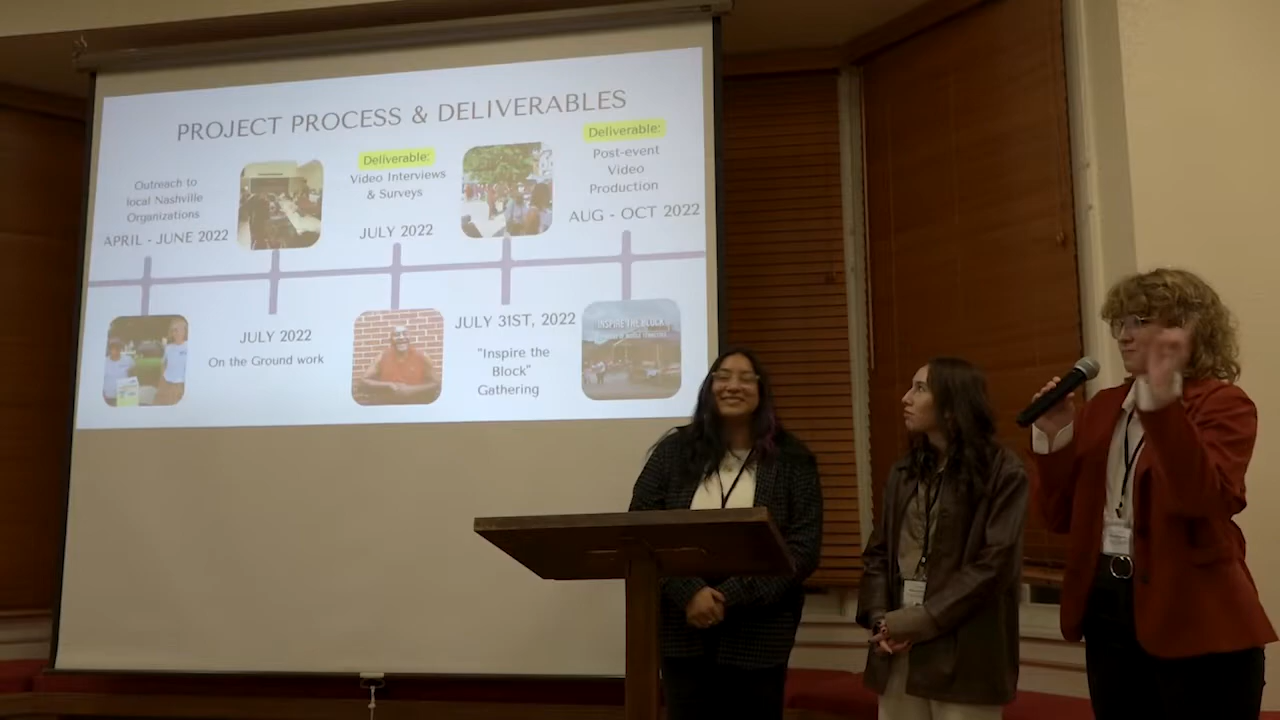 PROJECT PROCESS & DELIVERABLES
Outreach to
local Nashville
Organizations
APRIL - JUNE 2022
JULY 2022
On the Ground work
Deliverable:
Video Interviews
& Surveys
JULY 2022
JULY 31ST, 2022
"Inspire the
Block"
Gathering
Deliverable:
Post-event
Video
Production
AUG - OCT 2022
INSPIRE THE BLOCK